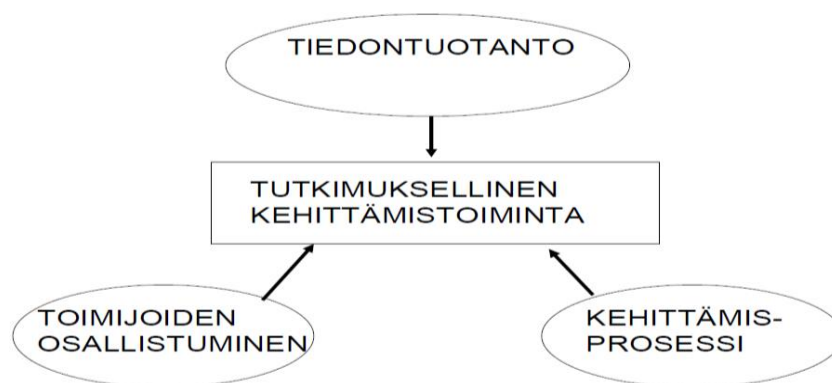 TIEDONTUOTANTO
TUTKIMUKSELLINEN
KEHITTÄMISTOIMINTA
TOIMIJOIDEN
OSALLISTUMINEN
KEHITTÄMIS-
PROSESSI